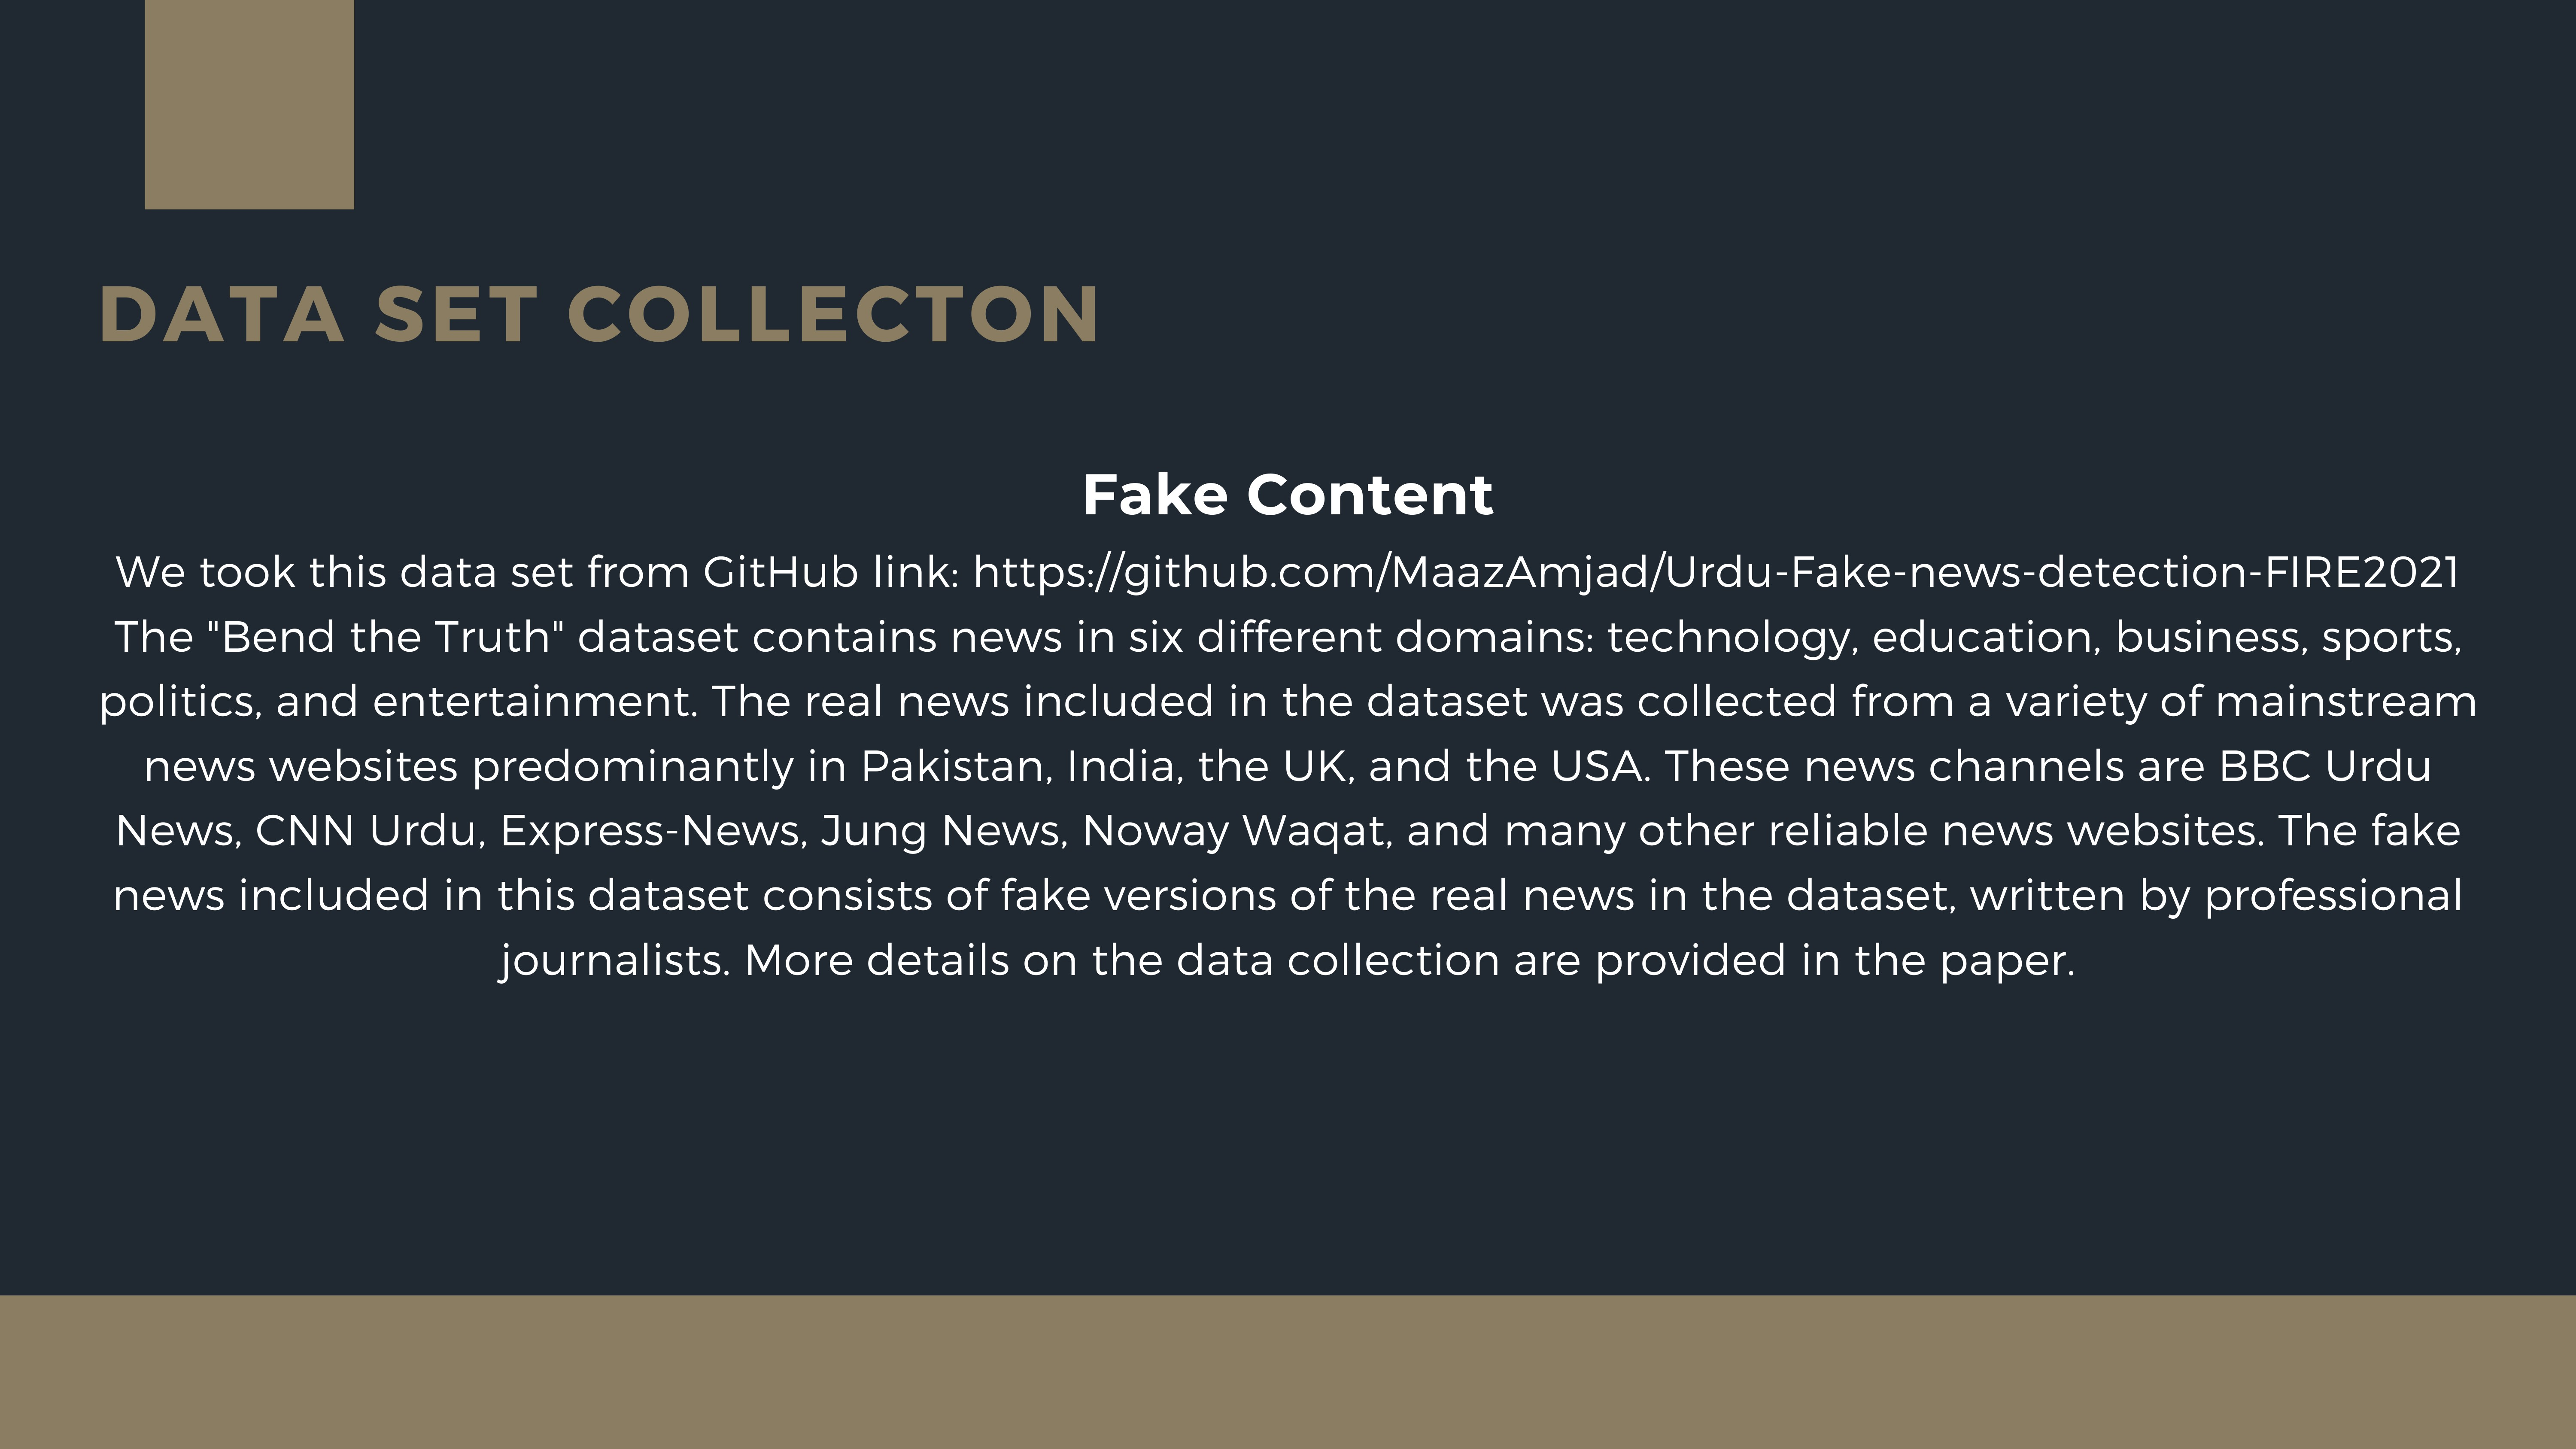 DATA SET COLLECTON
Fake Content
We took this data set from GitHub link: https://github.com/MaazAmjad/Urdu-Fake-news-detection-FIRE2021
The "Bend the Truth" dataset contains news in six different domains: technology, education, business, sports,
politics, and entertainment. The real news included in the dataset was collected from a variety of mainstream
news websites predominantly in Pakistan, India, the UK, and the USA. These news channels are BBC Urdu
News, CNN Urdu, Express-News, Jung News, Noway Waqat, and many other reliable news websites. The fake
news included in this dataset consists of fake versions of the real news in the dataset, written by professional
journalists. More details on the data collection are provided in the paper.